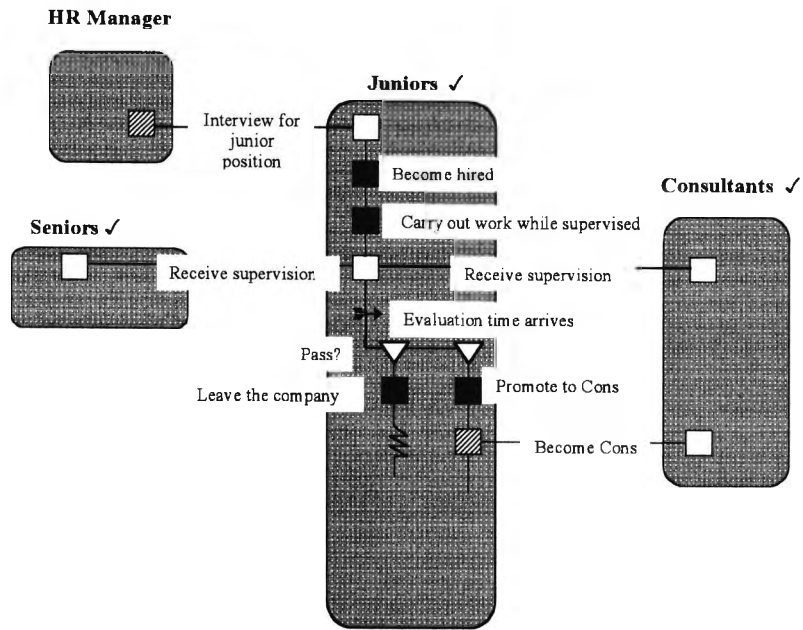 HR Manager
Juniors ✓
Interview for
junior
position
Become hired
Consultants ✓
Carry out work while supervised
Seniors ✓
Receive supervision
Receive supervision
Evaluation time arrives
Pass?
Leave the company
Promote to Cons
Become Cons